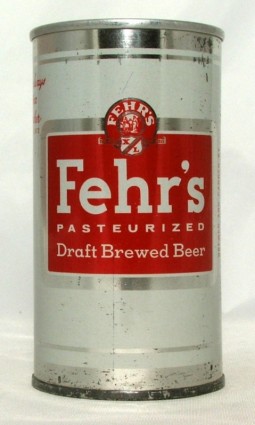 FEHR'S
X L
Fehr's
PASTEURIZED
Draft Brewed Beer